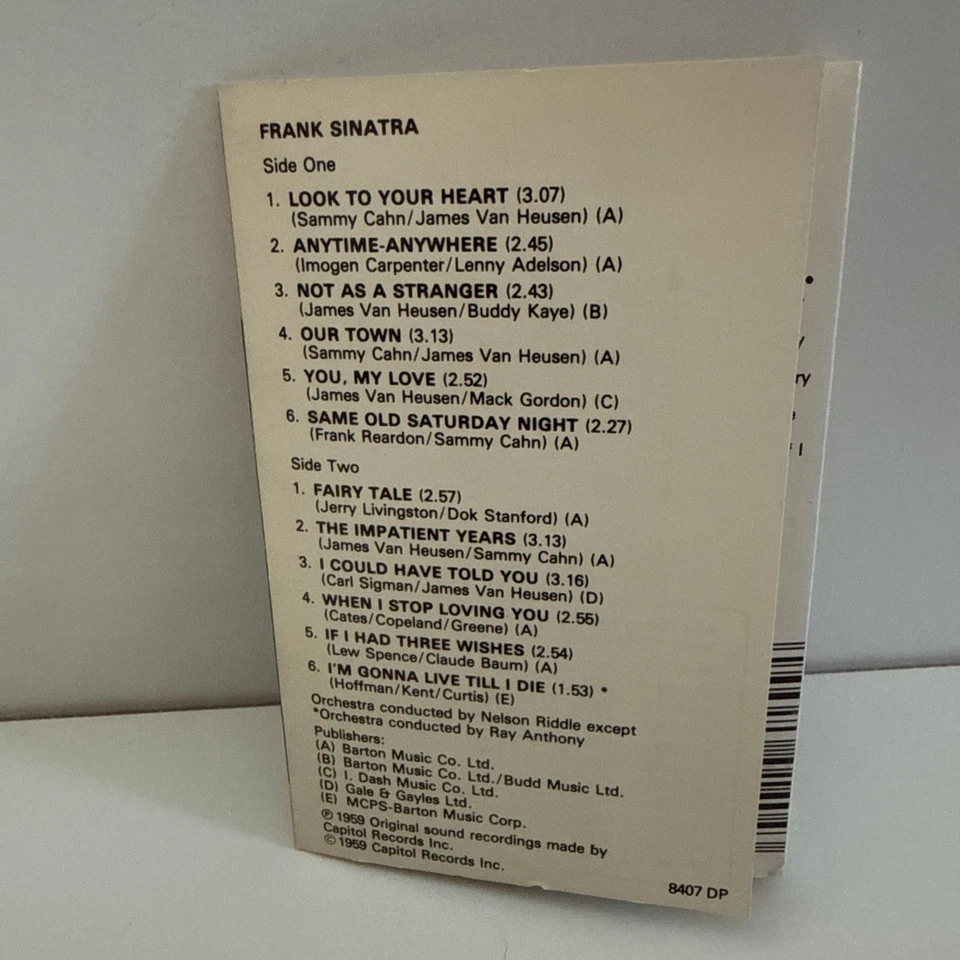 FRANK SINATRA
Side One
1. LOOK TO YOUR HEART (3.07)
(Sammy Cahn/James Van Heusen) (A)
2. ANYTIME-ANYWHERE (2.45)
(Imogen Carpenter/Lenny Adelson) (A)
3. NOT AS A STRANGER (2.43)
(James Van Heusen/Buddy Kaye) (B)
4. OUR TOWN (3.13)
(Sammy Cahn/James Van Heusen) (A)
5. YOU, MY LOVE (2.52)
(James Van Heusen/Mack Gordon) (C)
6. SAME OLD SATURDAY NIGHT (2.27)
(Frank Reardon/Sammy Cahn) (A)
Side Two
1. FAIRY TALE (2.57)
(Jerry Livingston/Dok Stanford) (A)
2. THE IMPATIENT YEARS (3.13)
(James Van Heusen/Sammy Cahn) (A)
3. I COULD HAVE TOLD YOU (3.16)
(Carl Sigman/James Van Heusen) (D)
4. WHEN I STOP LOVING YOU (2.55)
(Cates/Copeland/Greene) (A)
5. IF I HAD THREE WISHES (2.54)
(Lew Spence/Claude Baum) (A)
6. I'M GONNA LIVE TILL I DIE (1.53) *
(Hoffman/Kent/Curtis) (E)
Orchestra conducted by Nelson Riddle except
*Orchestra conducted by Ray Anthony
Publishers:
(A) Barton Music Co. Ltd.
(B) Barton Music Co. Ltd./Budd Music Ltd.
(C) I. Dash Music Co. Ltd.
(D) Gale & Gayles Ltd.
(E) MCPS-Barton Music Corp.
℗ 1959 Original sound recordings made by
Capitol Records Inc.
© 1959 Capitol Records Inc.
8407 DP